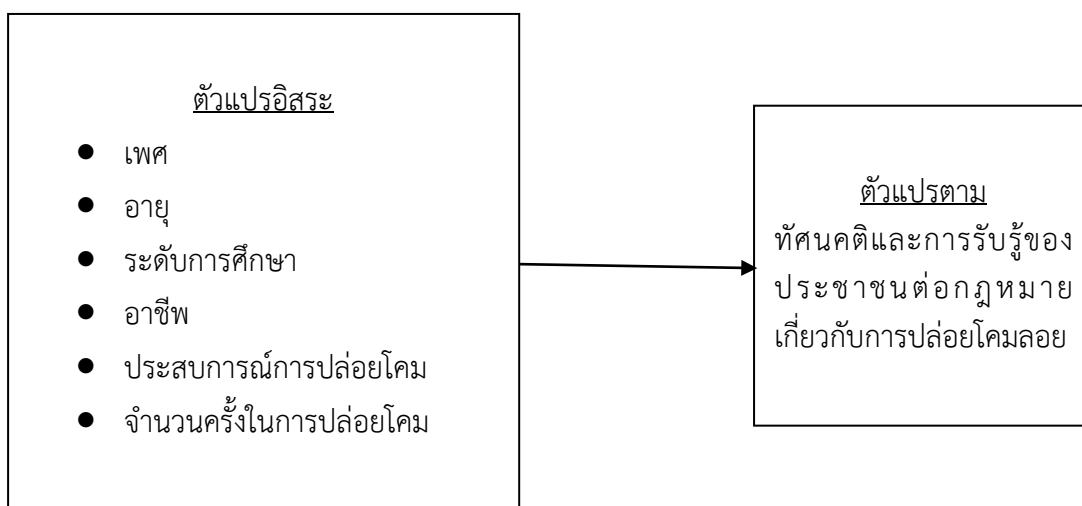 ตัวแปรอิสระ
● เพศ
● อายุ
● ระดับการศึกษา
● อาชีพ
● ประสบการณ์การปล่อยโคม
● จำนวนครั้งในการปล่อยโคม
ตัวแปรตาม
ทัศนคติและการรับรู้ของ
ประชาชนต่อกฎหมาย
เกี่ยวกับการปล่อยโคมลอย